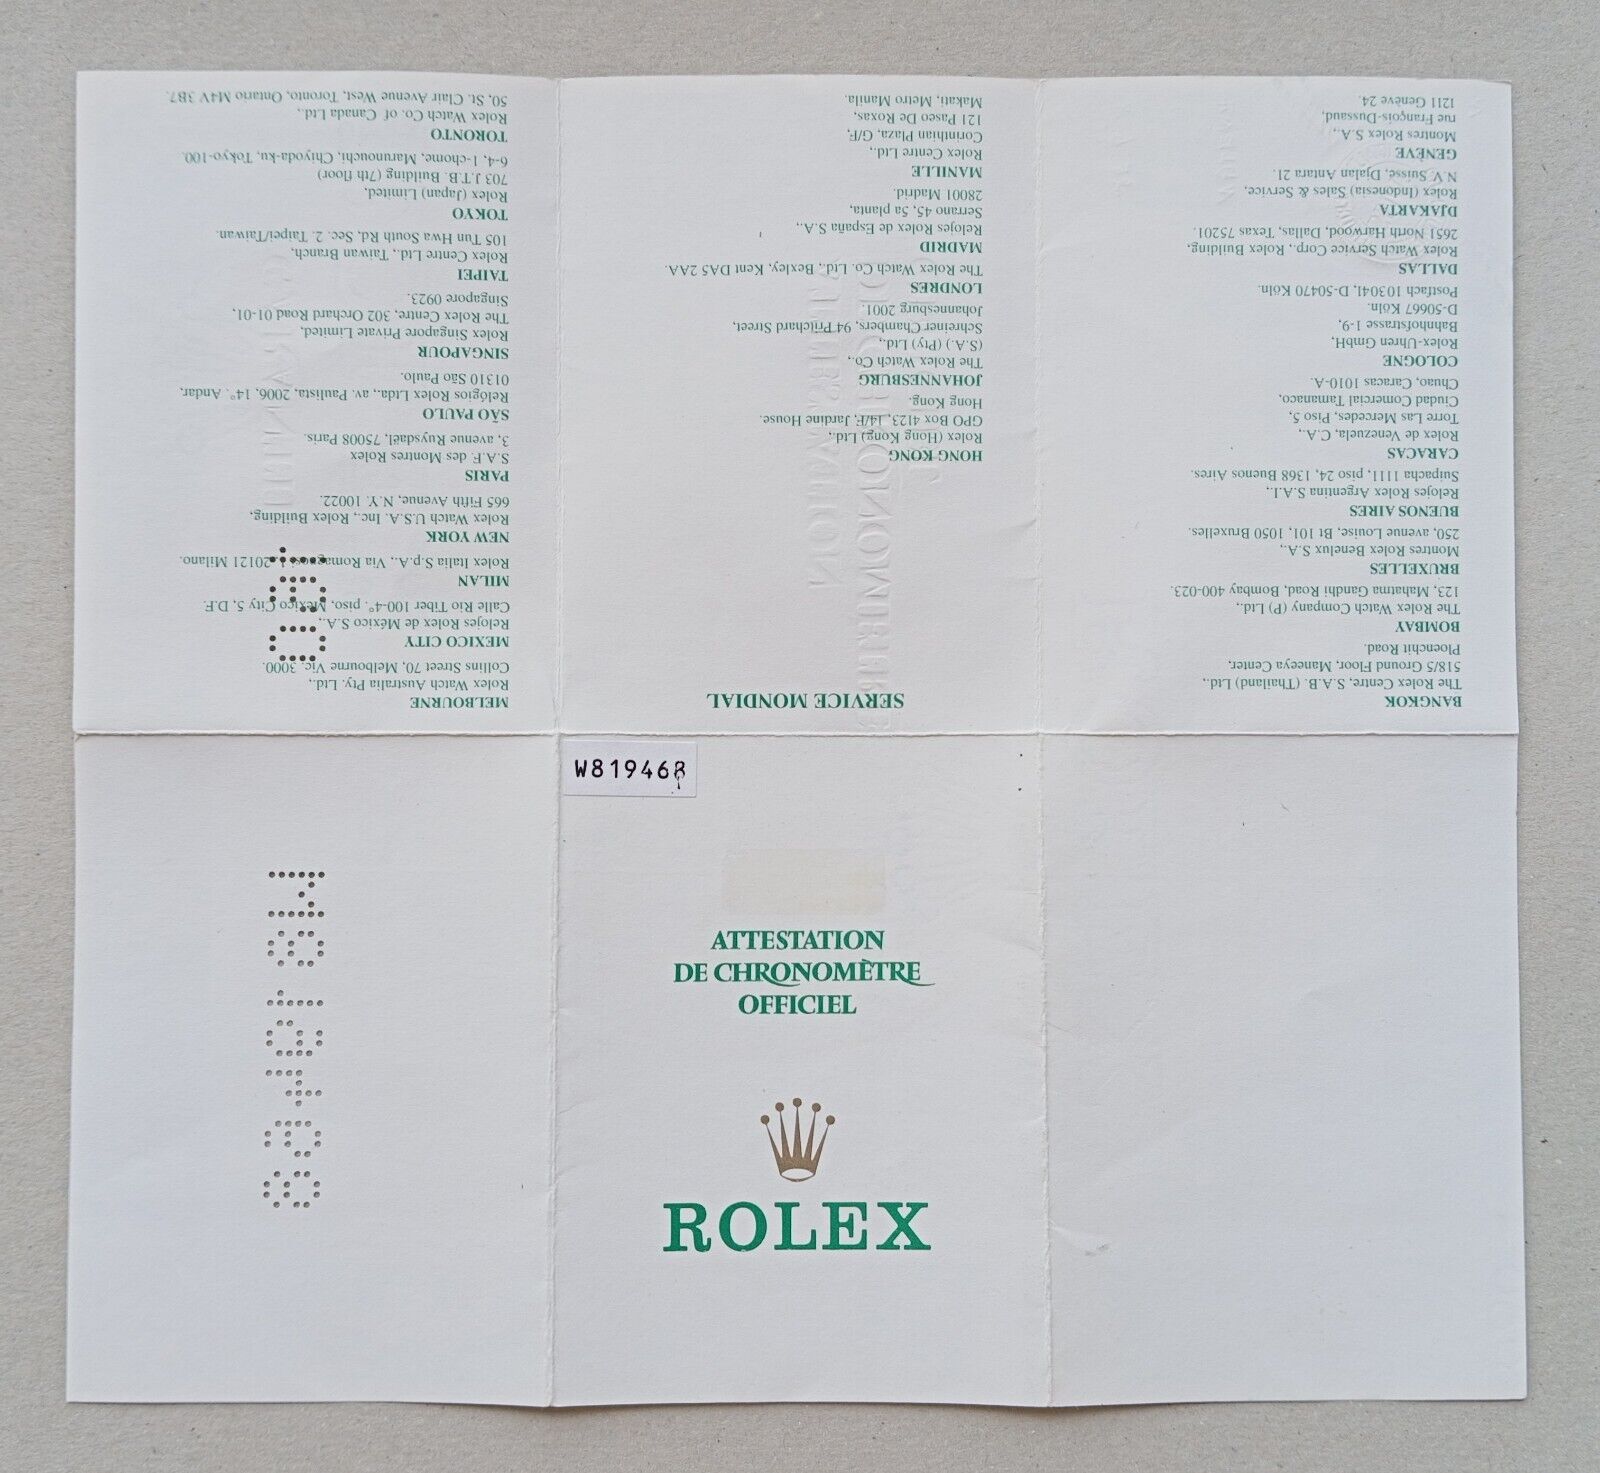 BANGKOK
The Rolex Centre, S.A.B. (Thailand) Ltd.,
518/5 Ground Floor, Maneeya Center,
Ploenchit Road.
BOMBAY
The Rolex Watch Company (P) Ltd.,
123, Mahatma Gandhi Road, Bombay 400-023.
BRUXELLES
Montres Rolex Benelux S.A.,
250, avenue Louise, Bt 101, 1050 Bruxelles.
BUENOS AIRES
Relojes Rolex Argentina S.A.I.,
Suipacha 1111, piso 24, 1368 Buenos Aires.
CARACAS
Rolex de Venezuela, C.A.,
Torre Las Mercedes, Piso 5,
Ciudad Comercial Tamanaco,
Chuao, Caracas 1010-A.
COLOGNE
Rolex-Uhren GmbH,
Bahnhofstrasse 1-9,
D-50667 Köln.
Postfach 103041, D-50470 Köln.
DALLAS
Rolex Watch Service Corp., Rolex Building,
2651 North Harwood, Dallas, Texas 75201.
DJAKARTA
Rolex (Indonesia) Sales & Service,
N.V. Suisse, Djalan Antara 21.
GENÈVE
Montres Rolex S.A.,
rue François-Dussaud,
1211 Genève 24.
SERVICE MONDIAL
HONG KONG
Rolex (Hong Kong) Ltd.,
GPO Box 4123, 14/F, Jardine House.
Hong Kong.
JOHANNESBURG
The Rolex Watch Co.,
(S.A.) (Pty) Ltd.,
Schreiner Chambers, 94 Pritchard Street,
Johannesburg 2001.
LONDRES
The Rolex Watch Co. Ltd., Bexley, Kent DA5 2AA.
MADRID
Relojes Rolex de España S.A.,
Serrano 45, 5a planta,
28001 Madrid.
MANILLE
Rolex Centre Ltd.,
Corinthian Plaza, G/F,
121 Paseo De Roxas,
Makati, Metro Manila.
MELBOURNE
Rolex Watch Australia Pty. Ltd.,
Collins Street 70, Melbourne Vic. 3000.
MEXICO CITY
Relojes Rolex de México S.A.,
Calle Rio Tiber 100-4°. piso, México City 5, D.F.
MILAN
Rolex Italia S.p.A., Via 20121 Milano.
NEW YORK
Rolex Watch U.S.A. Inc., Rolex Building,
665 Fifth Avenue, N.Y. 10022.
PARIS
S.A.F. des Montres Rolex
3, avenue Ruysdaël, 75008 Paris.
SÃO PAULO
Relógios Rolex Ltda., av. Paulista, 2006, 14°. Andar,
01310 São Paulo.
SINGAPOUR
Rolex Singapore Private Limited,
The Rolex Centre, 302 Orchard Road 01-01,
Singapore 0923.
TAIPEI
Rolex Centre Ltd., Taiwan Branch,
105 Tun Hwa South Rd, Sec. 2. Taipei/Taiwan.
TOKYO
Rolex (Japan) Limited,
703 J.T.B. Building (7th floor)
6-4, 1-chome, Marunouchi, Chiyoda-ku, Tokyo-100.
TORONTO
Rolex Watch Co. of Canada Ltd.,
50, St. Clair Avenue West, Toronto, Ontario M4V 3B7.
W819468
W819468
ATTESTATION
DE CHRONOMÈTRE
OFFICIEL
ROLEX